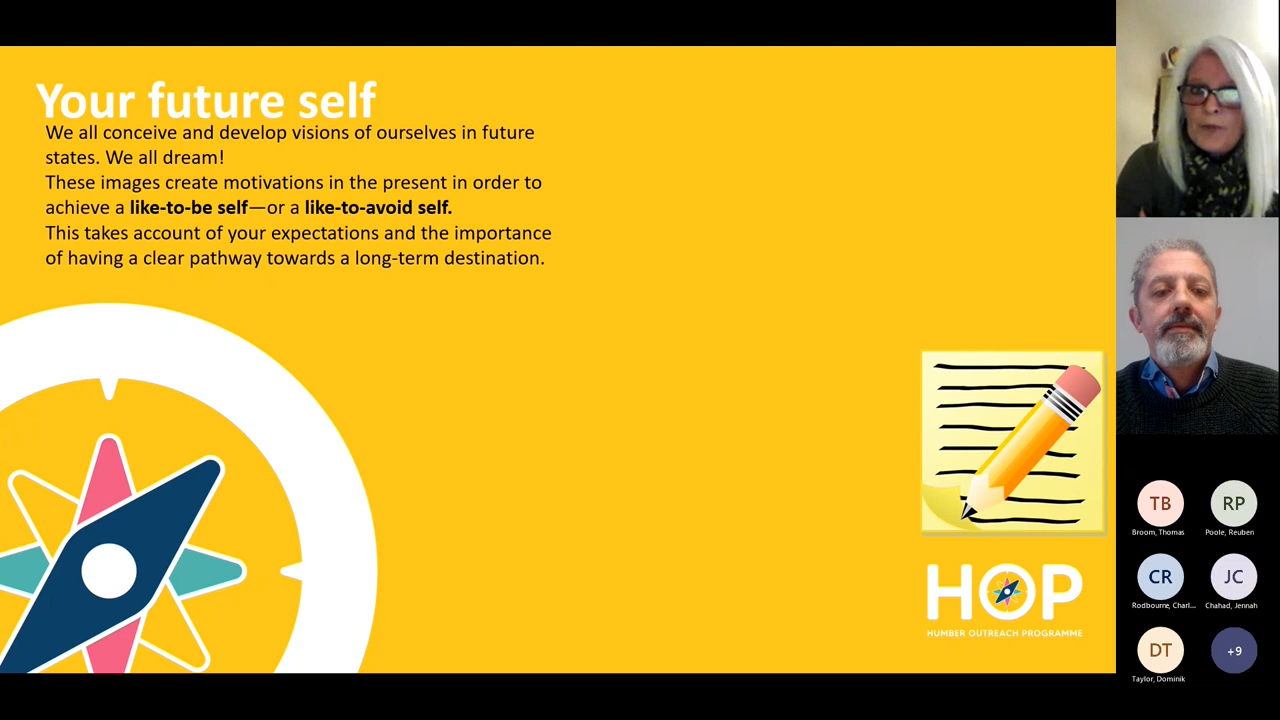 Your future self
We all conceive and develop visions of ourselves in future
states. We all dream!
These images create motivations in the present in order to
achieve a like-to-be self—or a like-to-avoid self.
This takes account of your expectations and the importance
of having a clear pathway towards a long-term destination.
HOP
HUMBER OUTREACH PROGRAMME
TB
RP
Broom, Thomas
Poole, Reuben
CR
JC
Rodbourne, Charl...
Chahad, Jennah
DT
+9
Taylor, Dominik